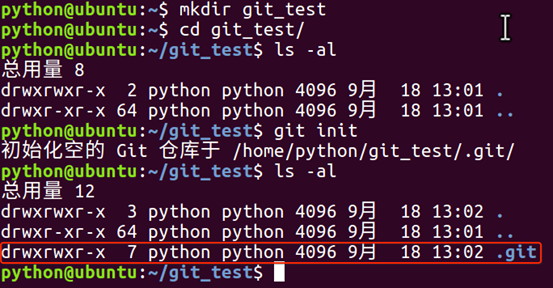 python@ubuntu:~$ mkdir git_test
python@ubuntu:~$ cd git_test/
python@ubuntu:~/git_test$ ls -al
总用量 8
drwxrwxr-x  2 python python 4096 9月  18 13:01 .
drwxr-xr-x 64 python python 4096 9月  18 13:01 ..
python@ubuntu:~/git_test$ git init
初始化空的 Git 仓库于 /home/python/git_test/.git/
python@ubuntu:~/git_test$ ls -al
总用量 12
drwxrwxr-x  3 python python 4096 9月  18 13:02 .
drwxr-xr-x 64 python python 4096 9月  18 13:01 ..
drwxrwxr-x  7 python python 4096 9月  18 13:02 .git
python@ubuntu:~/git_test$